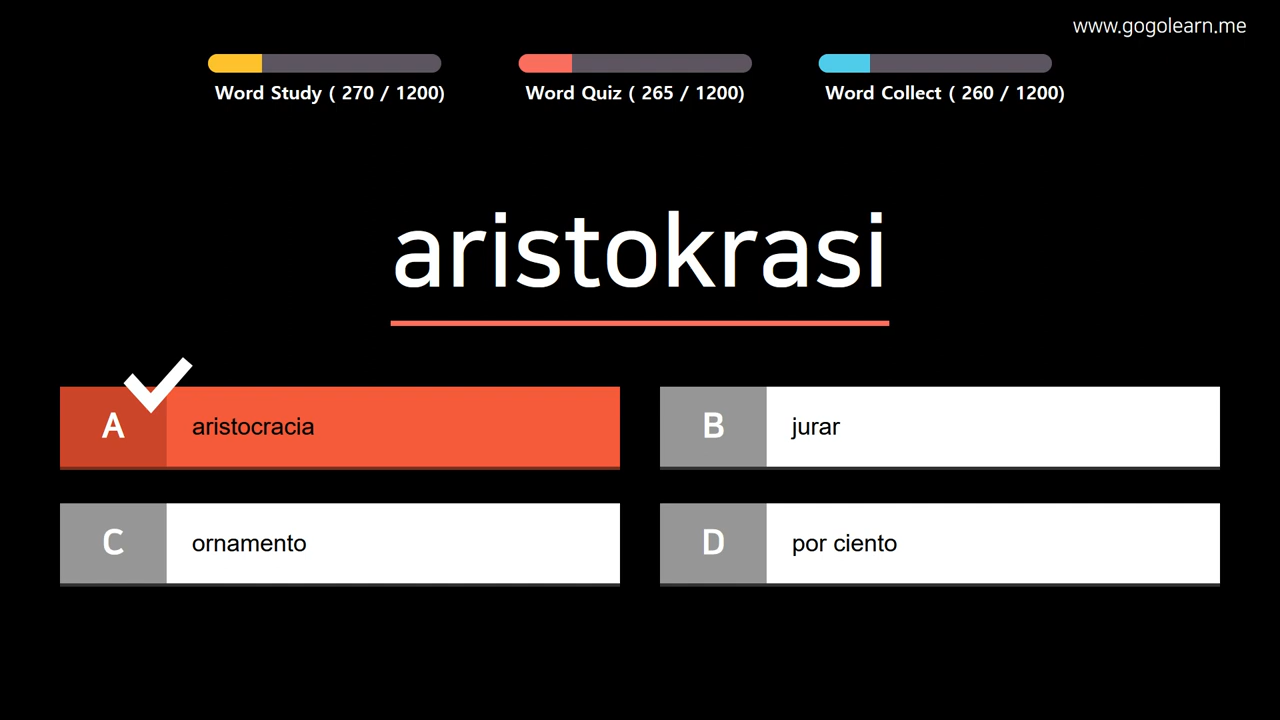 www.gogolearn.me
Word Study ( 270 / 1200)
Word Quiz ( 265 / 1200)
Word Collect ( 260 / 1200)
aristokrasi
A aristocracia
B jurar
C ornamento
D por ciento